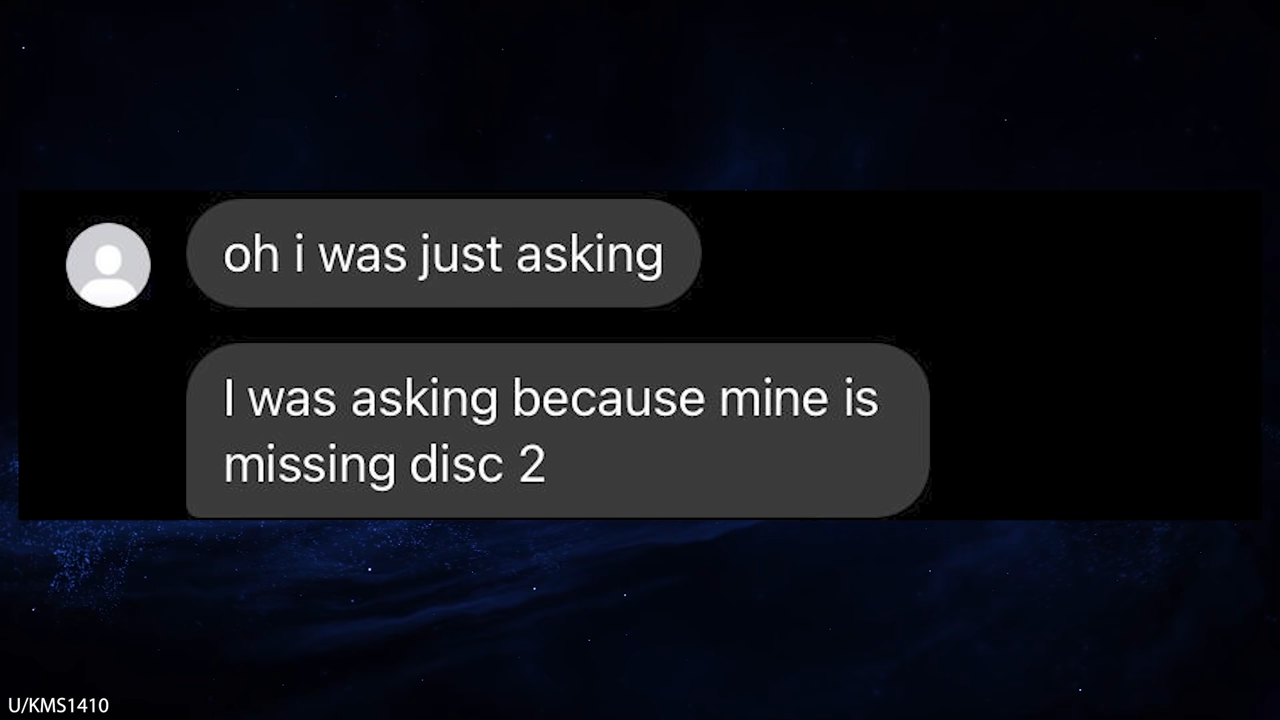 oh i was just asking
I was asking because mine is
missing disc 2
U/KMS1410